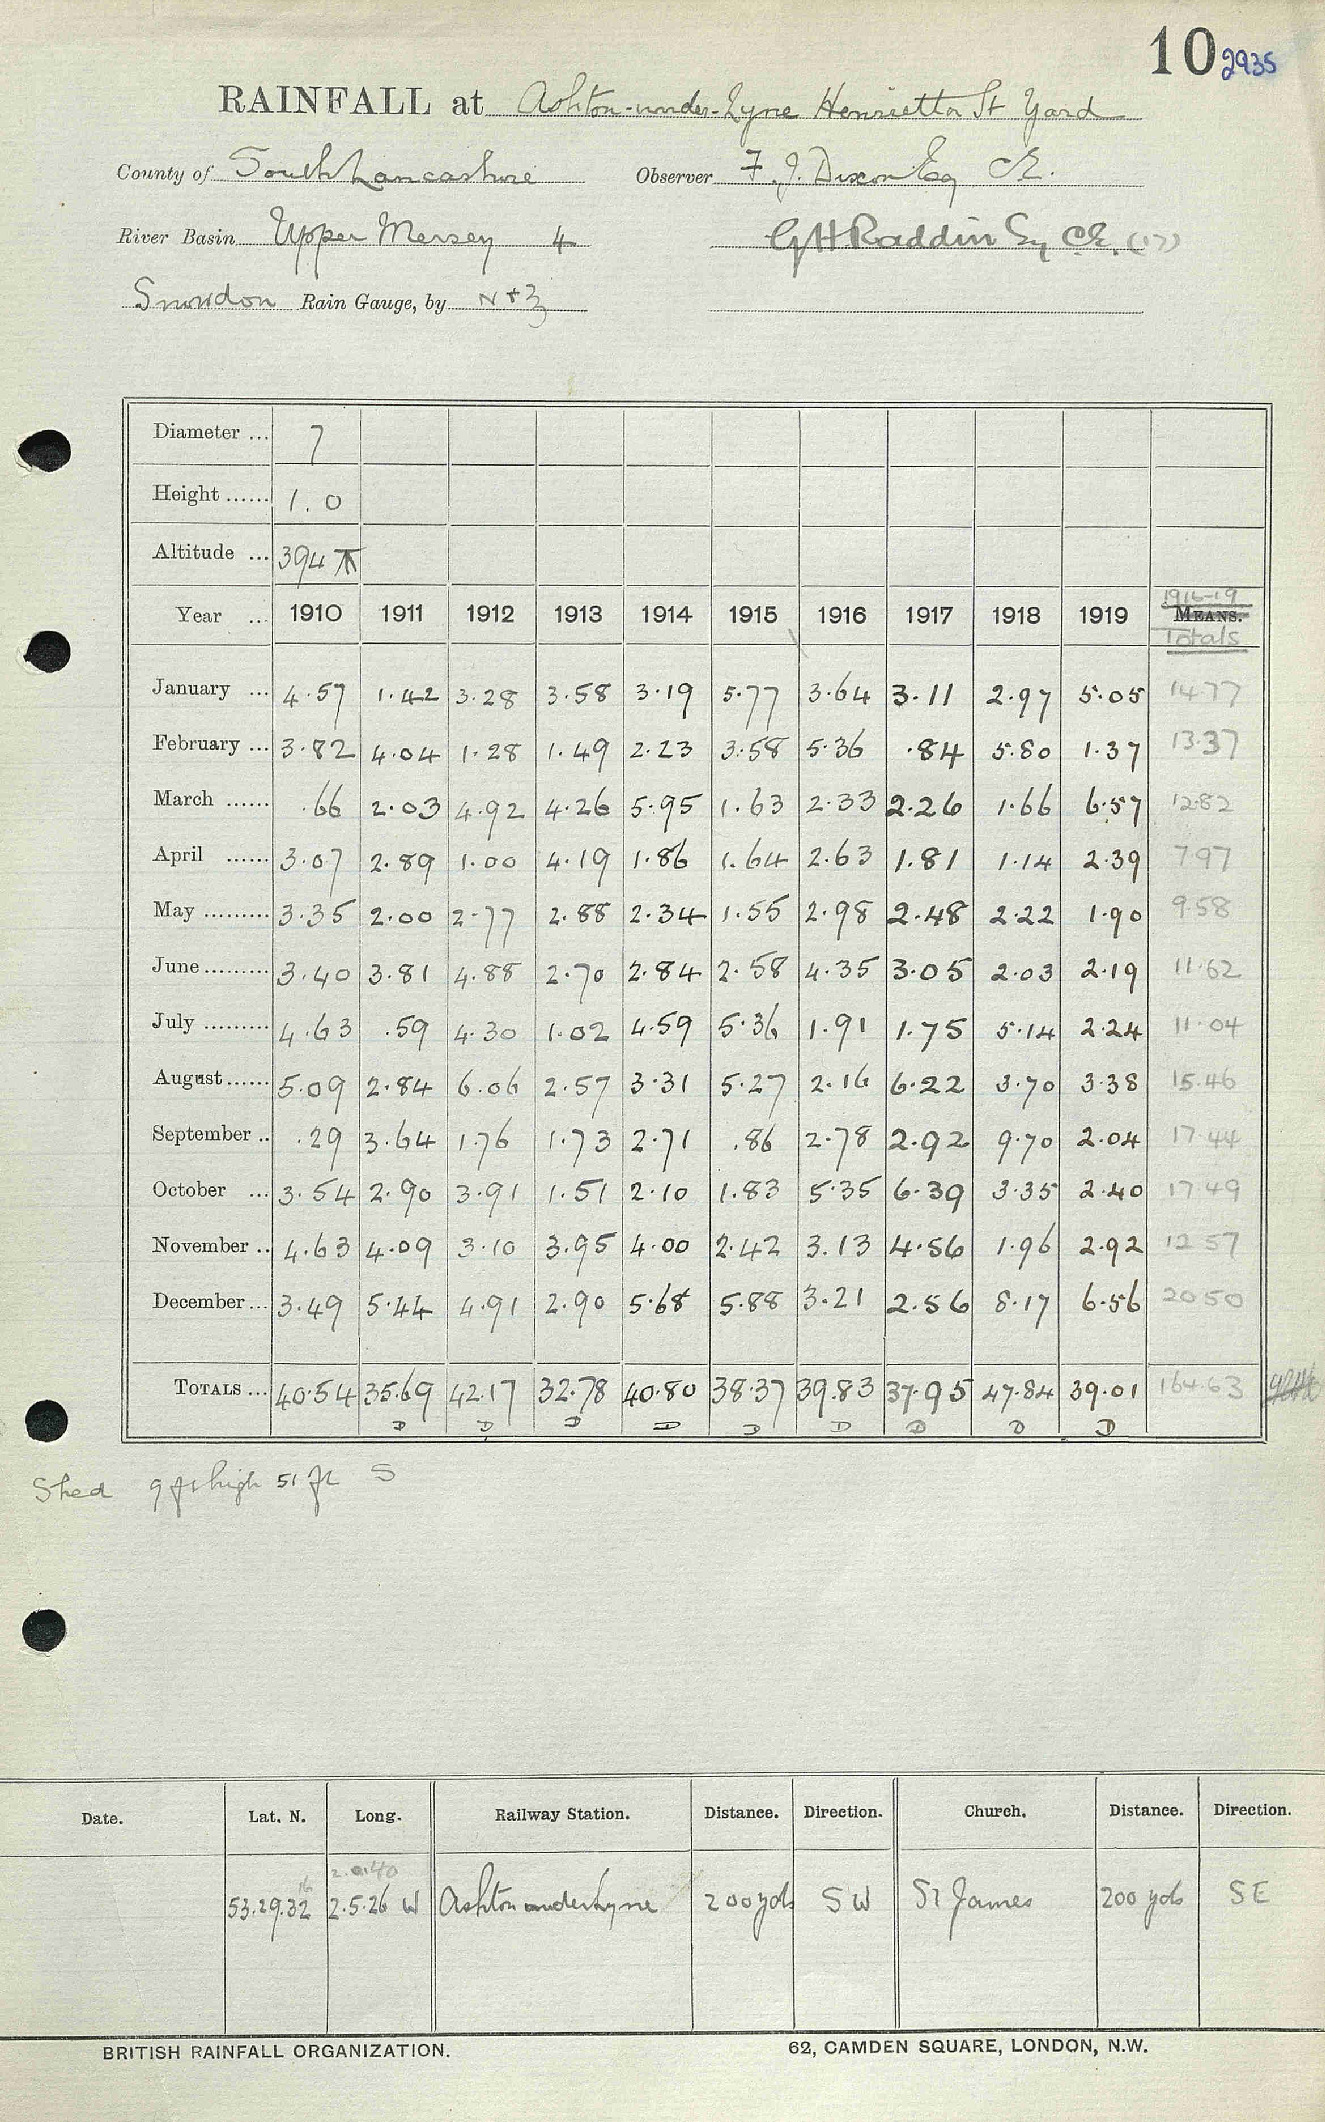 10 2935
RAINFALL at Ashton-under-Lyne Henrietta St Yard
County of South Lancashire Observer F. J. Dixon Esq CE.
River Basin Upper Mersey 4 G H Raddin Esq CE. (17)
Snowdon Rain Gauge, by N+Z
Diameter ... 7
Height ...... 1.0
Altitude ... 394
Year ... 1910 1911 1912 1913 1914 1915 1916 1917 1918 1919 1916-19 MEANS. Totals
January ... 4.57 1.42 3.28 3.58 3.19 5.77 3.64 3.11 2.97 5.05 14.77
February ... 3.82 4.04 1.28 1.49 2.23 3.58 5.36 .84 5.80 1.37 13.37
March ...... .66 2.03 4.92 4.26 5.95 1.63 2.33 2.26 1.66 6.57 12.82
April ...... 3.07 2.89 1.00 4.19 1.86 1.64 2.63 1.81 1.14 2.39 7.97
May ......... 3.35 2.00 2.77 2.88 2.34 1.55 2.98 2.48 2.22 1.90 9.58
June ......... 3.40 3.81 4.88 2.70 2.84 2.58 4.35 3.05 2.03 2.19 11.62
July ......... 4.63 .59 4.30 1.02 4.59 5.36 1.91 1.75 5.14 2.24 11.04
August ...... 5.09 2.84 6.06 2.57 3.31 5.27 2.16 6.22 3.70 3.38 15.46
September .. .29 3.64 1.76 1.73 2.71 .86 2.78 2.92 9.70 2.04 17.44
October ... 3.54 2.90 3.91 1.51 2.10 1.83 5.35 6.39 3.35 2.40 17.49
November .. 4.63 4.09 3.10 3.95 4.00 2.42 3.13 4.56 1.96 2.92 12.57
December ... 3.49 5.44 4.91 2.90 5.68 5.88 3.21 2.56 8.17 6.56 20.50
TOTALS ... 40.54 35.69 42.17 32.78 40.80 38.37 39.83 37.95 47.84 39.01 164.63
D D D D D D D D D
Shed 9 ft high 51 ft S
Date. Lat. N. Long. Railway Station. Distance. Direction. Church. Distance. Direction.
16 2.0.40
53.29.32 2.5.26 W Ashton under Lyne 200 yds SW St James 200 yds SE
BRITISH RAINFALL ORGANIZATION. 62, CAMDEN SQUARE, LONDON, N.W.